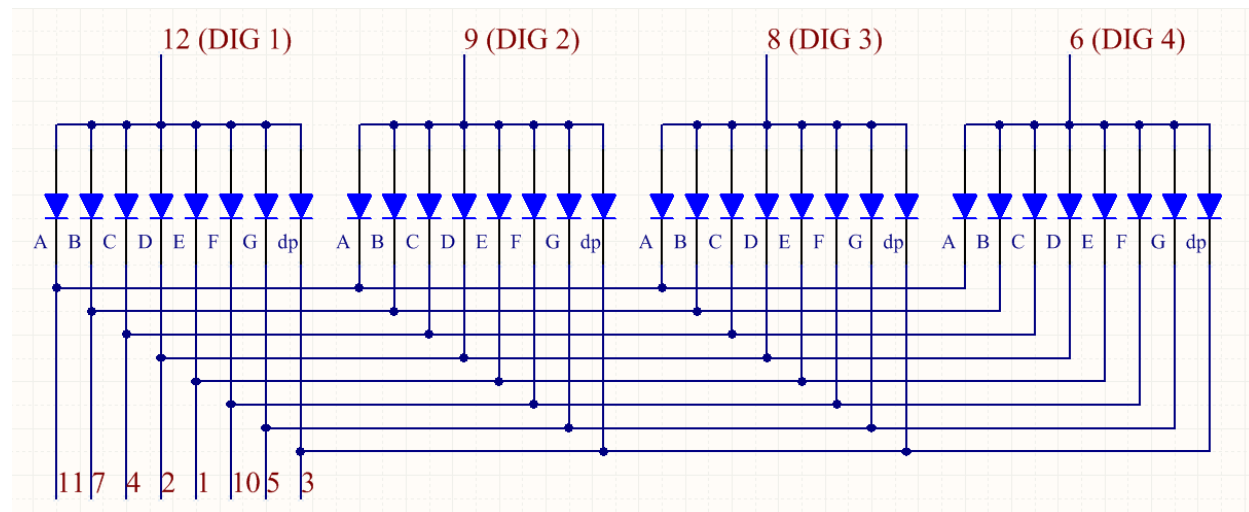 12 (DIG 1) 9 (DIG 2) 8 (DIG 3) 6 (DIG 4)
A B C D E F G dp A B C D E F G dp A B C D E F G dp A B C D E F G dp
11 7 4 2 1 10 5 3